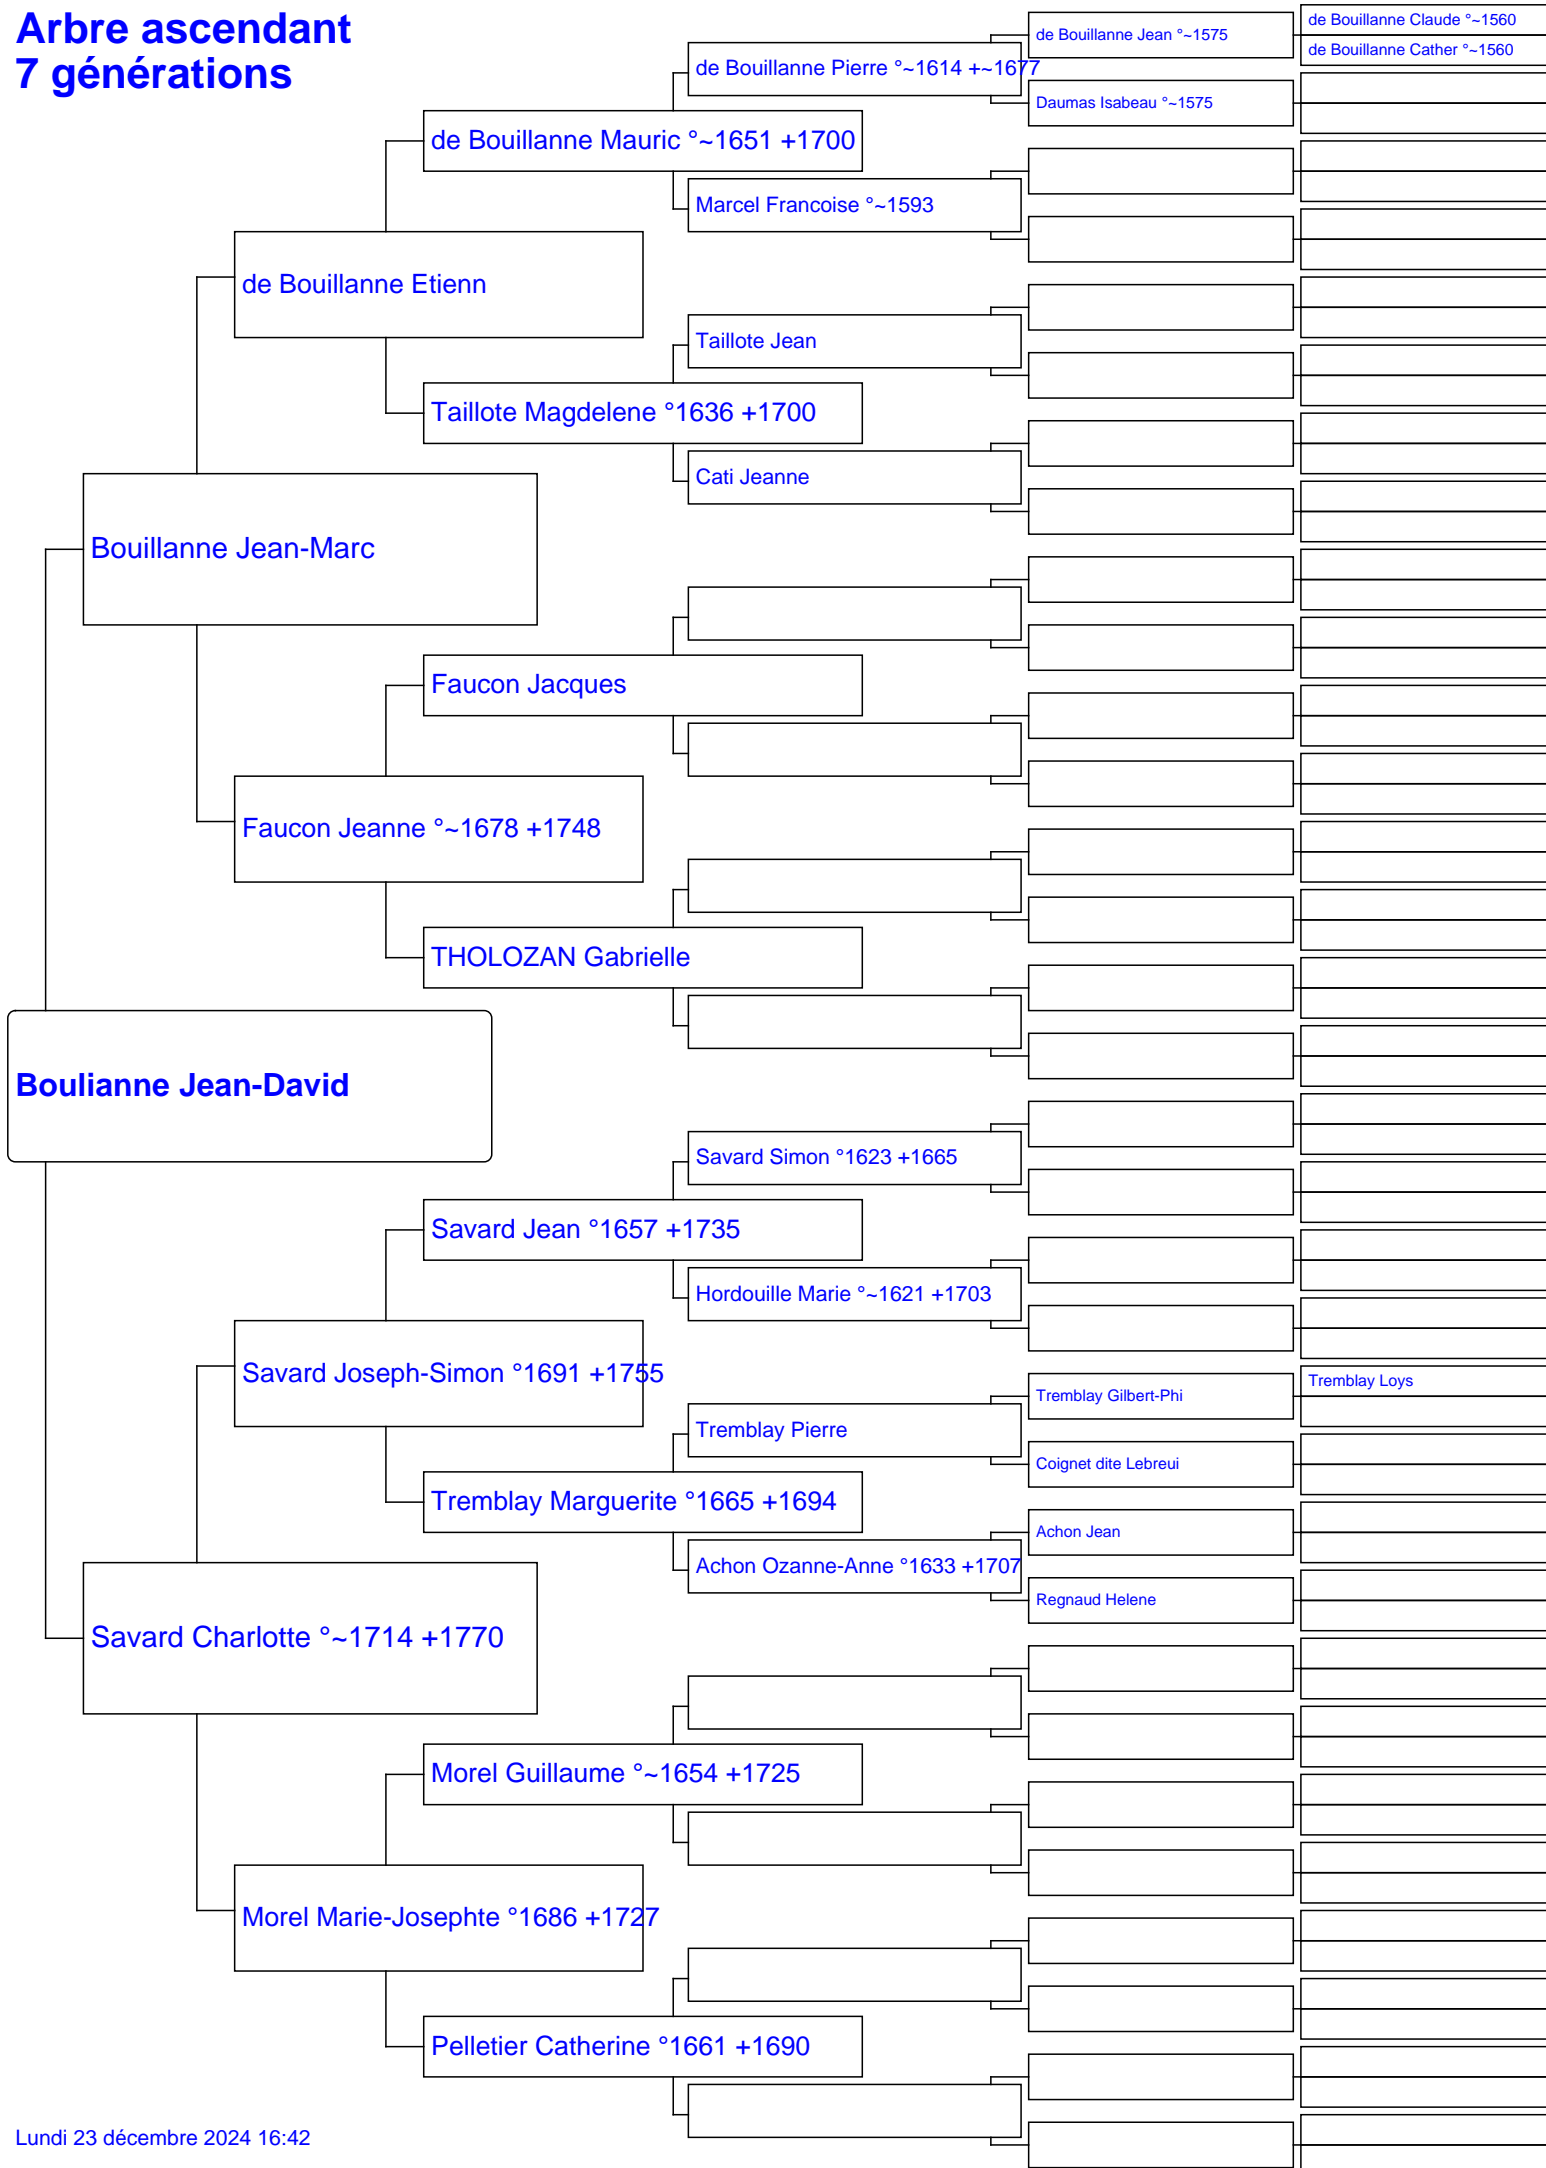 Arbre ascendant
7 générations
de Bouillanne Claude °~1560
de Bouillanne Jean °~1575
de Bouillanne Cather °~1560
de Bouillanne Pierre °~1614 +~1677
Daumas Isabeau °~1575
de Bouillanne Mauric °~1651 +1700
Marcel Francoise °~1593
de Bouillanne Etienn
Taillote Jean
Taillote Magdelene °1636 +1700
Cati Jeanne
Bouillanne Jean-Marc
Faucon Jacques
Faucon Jeanne °~1678 +1748
THOLOZAN Gabrielle
Boulianne Jean-David
Savard Simon °1623 +1665
Savard Jean °1657 +1735
Hordouille Marie °~1621 +1703
Savard Joseph-Simon °1691 +1755
Tremblay Loys
Tremblay Gilbert-Phi
Tremblay Pierre
Coignet dite Lebreui
Tremblay Marguerite °1665 +1694
Achon Jean
Achon Ozanne-Anne °1633 +1707
Regnaud Helene
Savard Charlotte °~1714 +1770
Morel Guillaume °~1654 +1725
Morel Marie-Josephte °1686 +1727
Pelletier Catherine °1661 +1690
Lundi 23 décembre 2024 16:42